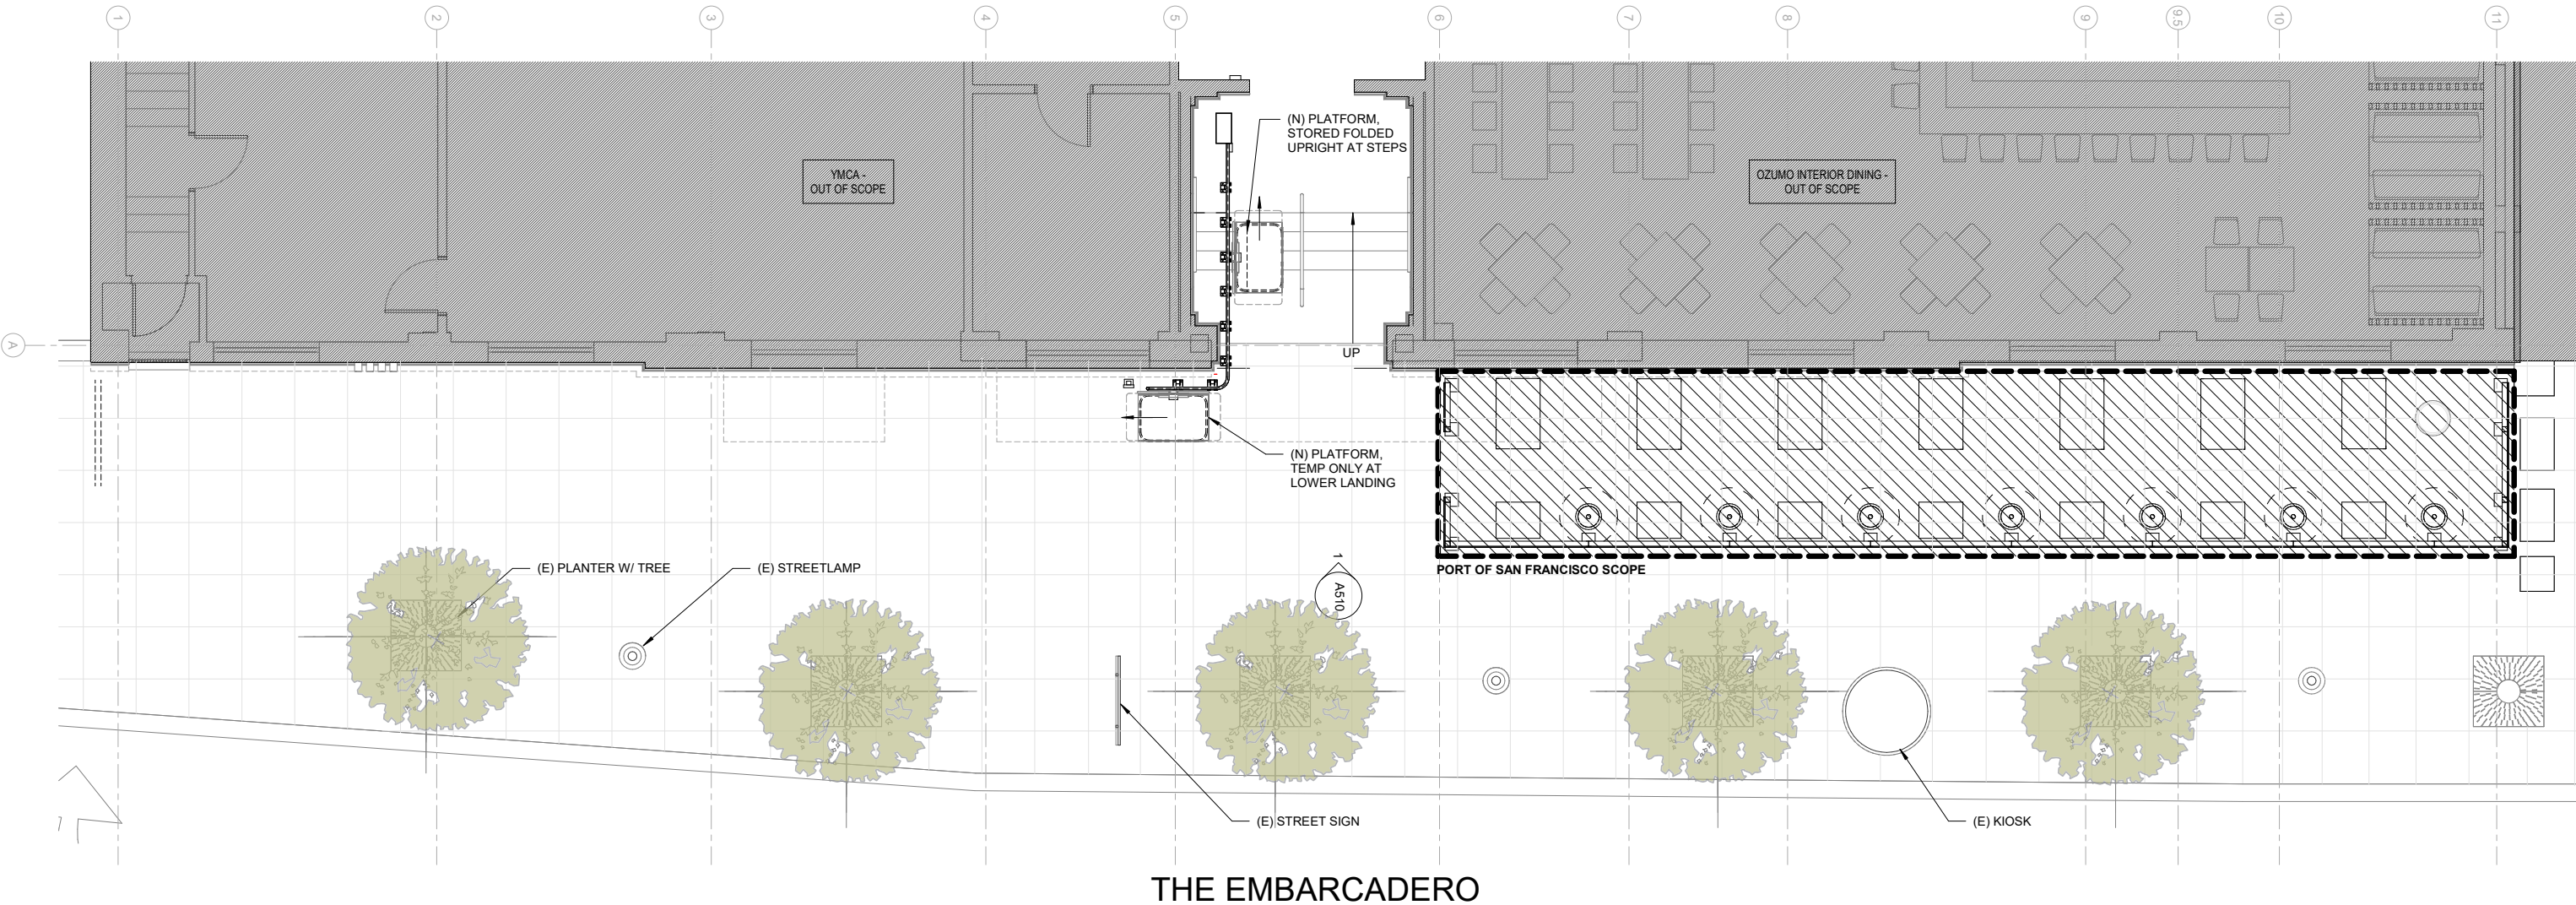 1
2
3
4
5
6
7
8
9
9.5
10
11
(N) PLATFORM,
STORED FOLDED
UPRIGHT AT STEPS
YMCA -
OUT OF SCOPE
OZUMO INTERIOR DINING -
OUT OF SCOPE
A
UP
(N) PLATFORM,
TEMP ONLY AT
LOWER LANDING
(E) PLANTER W/ TREE
(E) STREETLAMP
1
A510
PORT OF SAN FRANCISCO SCOPE
(E) STREET SIGN
(E) KIOSK
THE EMBARCADERO